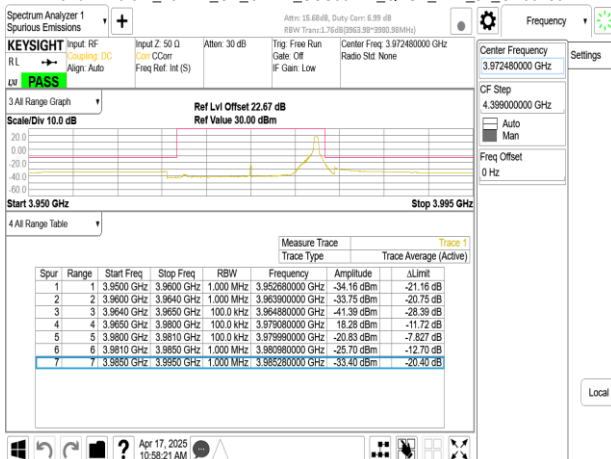 Spectrum Analyzer 1
Spurious Emissions
Attn: 15.68dB, Duty Corr: 6.99 dB
RBW Trans:1.76dB(3963.98~3980.98MHz)
Frequency
KEYSIGHT
RL
PASS
Input: RF
Coupling: DC
Align: Auto
Input Z: 50 Ω
Corr CCorr
Freq Ref: Int (S)
Atten: 30 dB
Trig: Free Run
Gate: Off
IF Gain: Low
Center Freq: 3.972480000 GHz
Radio Std: None
Center Frequency
3.972480000 GHz
Settings
CF Step
4.399000000 GHz
Auto
Man
Freq Offset
0 Hz
3 All Range Graph
Scale/Div 10.0 dB
Ref Lvl Offset 22.67 dB
Ref Value 30.00 dBm
20.0
0.00
-20.0
-40.0
-60.0
Start 3.950 GHz
Stop 3.995 GHz
4 All Range Table
Measure Trace Trace 1
Trace Type Trace Average (Active)
Spur Range Start Freq Stop Freq RBW Frequency Amplitude ΔLimit
1 1 3.9500 GHz 3.9600 GHz 1.000 MHz 3.952680000 GHz -34.16 dBm -21.16 dB
2 2 3.9600 GHz 3.9640 GHz 1.000 MHz 3.963900000 GHz -33.75 dBm -20.75 dB
3 3 3.9640 GHz 3.9650 GHz 100.0 kHz 3.964880000 GHz -41.39 dBm -28.39 dB
4 4 3.9650 GHz 3.9800 GHz 100.0 kHz 3.979080000 GHz 18.28 dBm -11.72 dB
5 5 3.9800 GHz 3.9810 GHz 100.0 kHz 3.979990000 GHz -20.83 dBm -7.827 dB
6 6 3.9810 GHz 3.9850 GHz 1.000 MHz 3.980980000 GHz -25.70 dBm -12.70 dB
7 7 3.9850 GHz 3.9950 GHz 1.000 MHz 3.985280000 GHz -33.40 dBm -20.40 dB
Local
Apr 17, 2025
10:58:21 AM